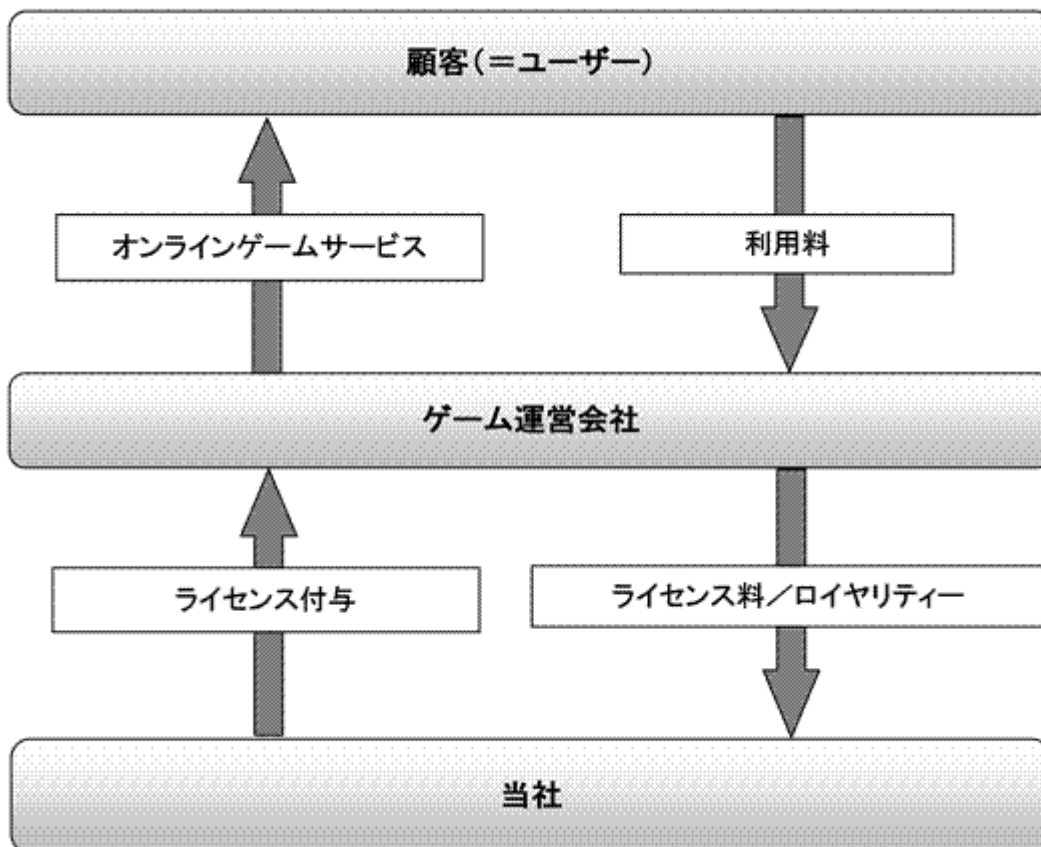 顧客(=ユーザー)
オンラインゲームサービス
利用料
ゲーム運営会社
ライセンス付与
ライセンス料／ロイヤリティー
当社